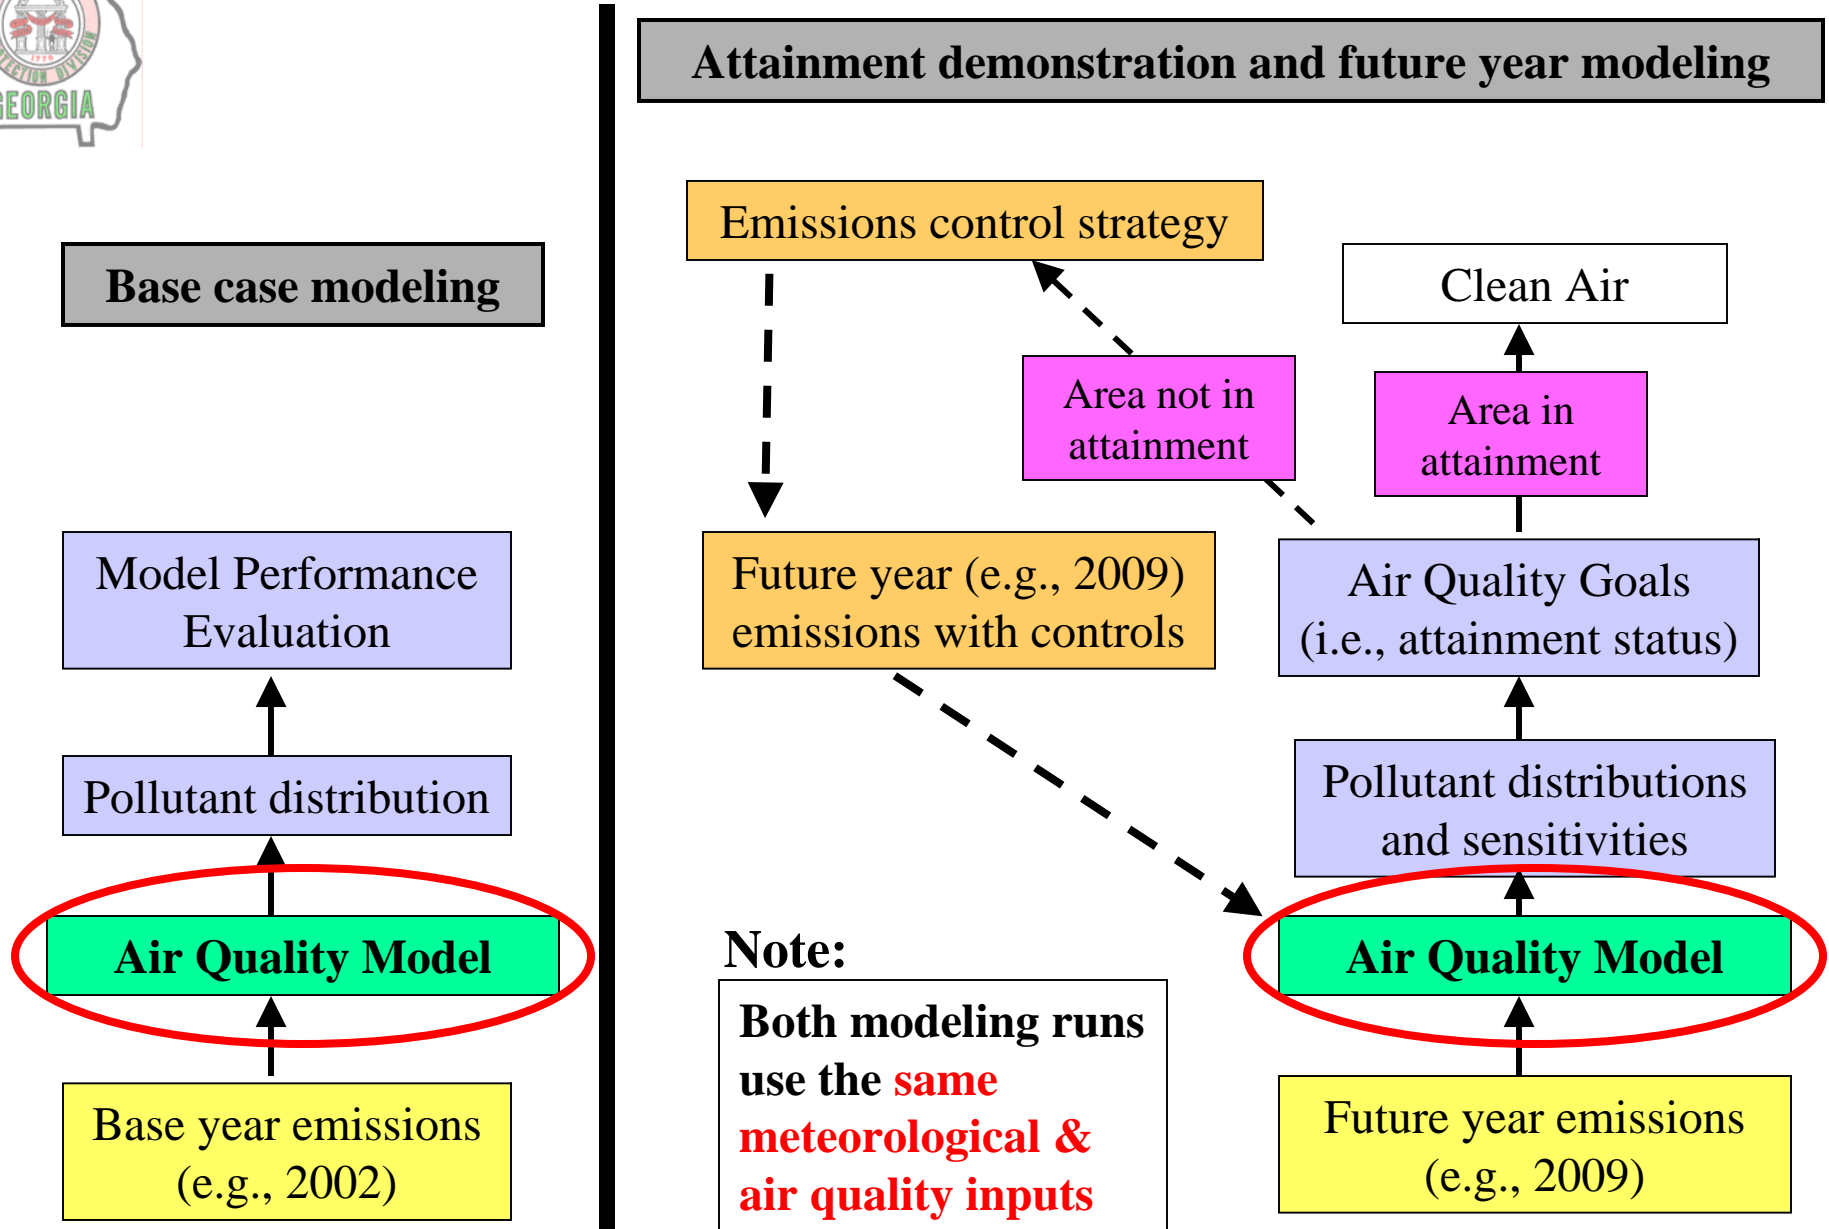 1776
TECTION DIVISION
GEORGIA
Attainment demonstration and future year modeling
Base case modeling
Model Performance
Evaluation
Pollutant distribution
Air Quality Model
Base year emissions
(e.g., 2002)
Emissions control strategy
Clean Air
Area not in
attainment
Area in
attainment
Future year (e.g., 2009)
emissions with controls
Air Quality Goals
(i.e., attainment status)
Pollutant distributions
and sensitivities
Air Quality Model
Future year emissions
(e.g., 2009)
Note:
Both modeling runs
use the same
meteorological &
air quality inputs